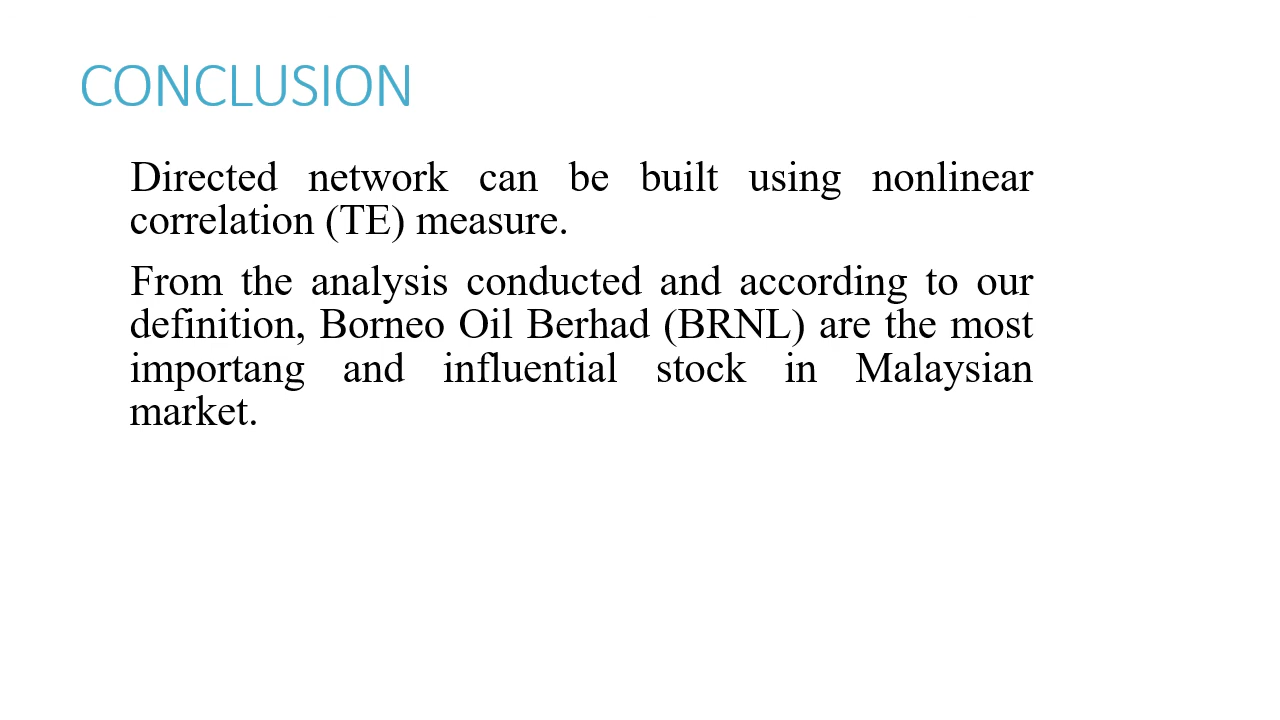 CONCLUSION
Directed network can be built using nonlinear
correlation (TE) measure.
From the analysis conducted and according to our
definition, Borneo Oil Berhad (BRNL) are the most
importang and influential stock in Malaysian
market.